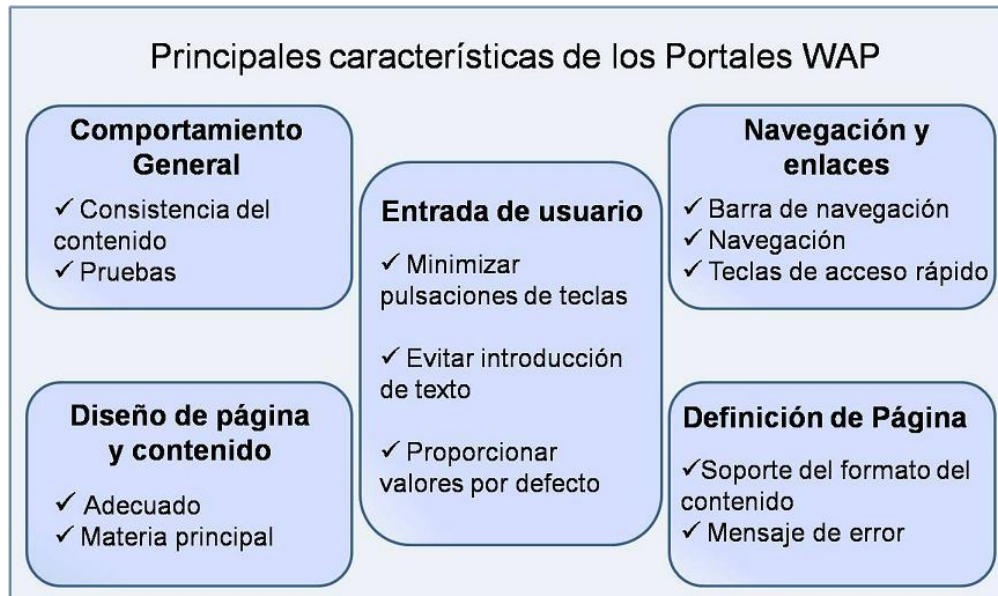 Principales características de los Portales WAP
Comportamiento
General
✓ Consistencia del
contenido
✓ Pruebas
Entrada de usuario
✓ Minimizar
pulsaciones de teclas
✓ Evitar introducción
de texto
✓ Proporcionar
valores por defecto
Navegación y
enlaces
✓ Barra de navegación
✓ Navegación
✓ Teclas de acceso rápido
Diseño de página
y contenido
✓ Adecuado
✓ Materia principal
Definición de Página
✓Soporte del formato del
contenido
✓ Mensaje de error